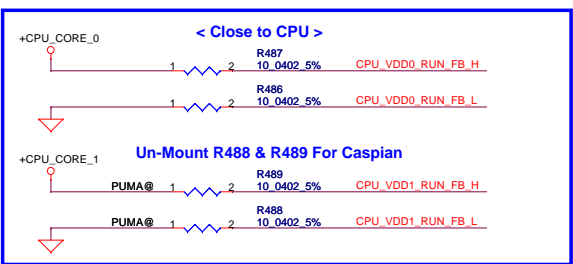 < Close to CPU >
+CPU_CORE_0
R487
1 2 10_0402_5% CPU_VDD0_RUN_FB_H
R486
1 2 10_0402_5% CPU_VDD0_RUN_FB_L
Un-Mount R488 & R489 For Caspian
+CPU_CORE_1
R489
PUMA@ 1 2 10_0402_5% CPU_VDD1_RUN_FB_H
R488
PUMA@ 1 2 10_0402_5% CPU_VDD1_RUN_FB_L